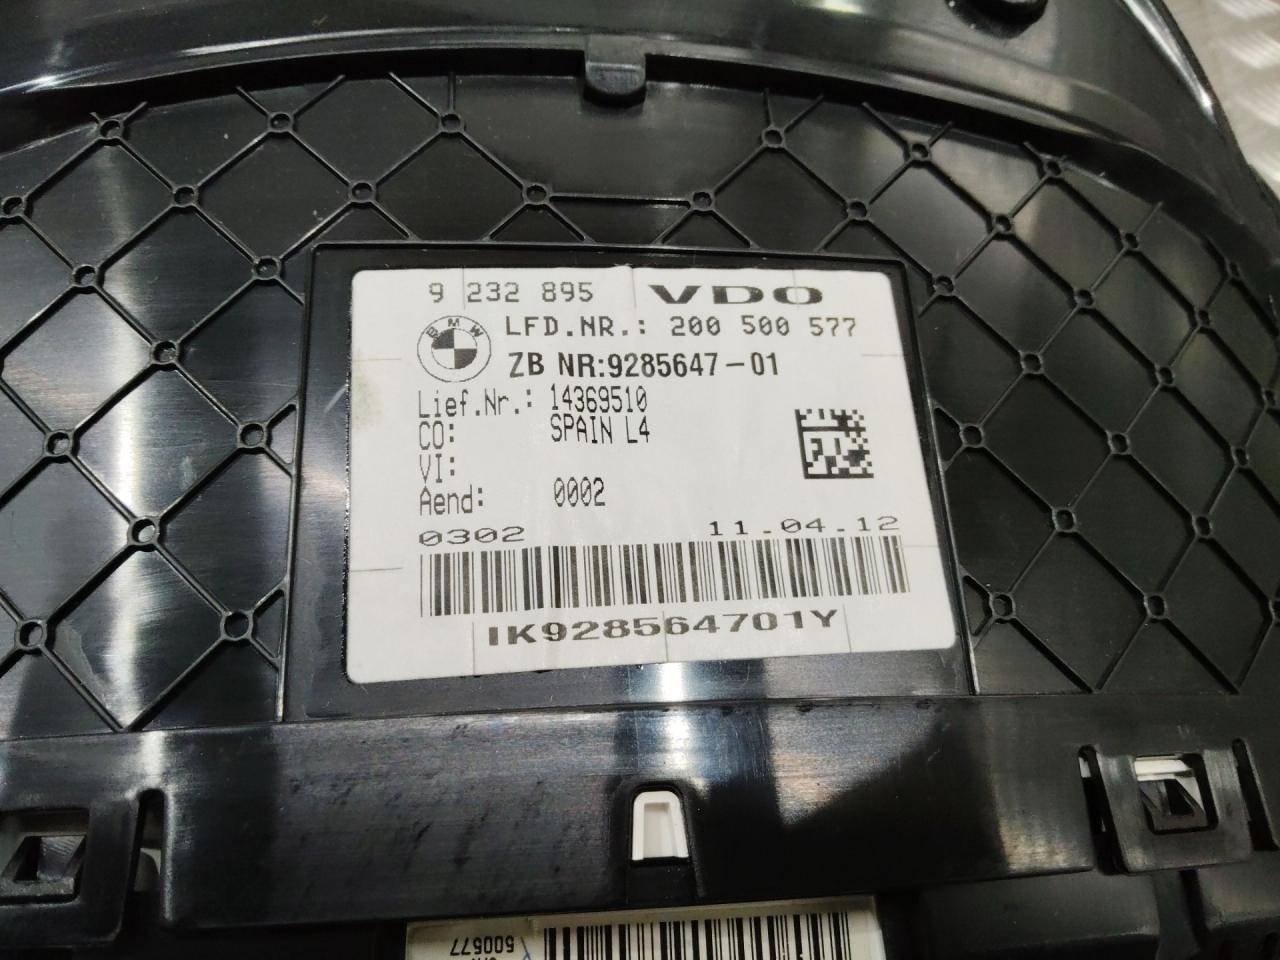 9 232 895 VDO
BMW
LFD.NR.: 200 500 577
ZB NR:9285647-01
Lief.Nr.: 14369510
CO: SPAIN L4
VI:
Aend: 0002
0302 11.04.12
IK928564701Y
500577